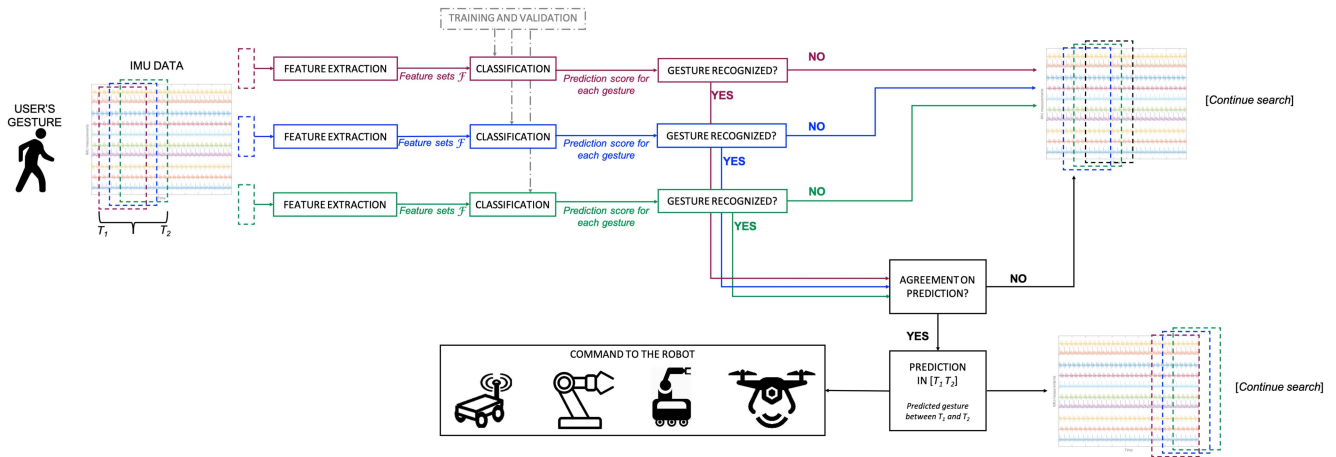 TRAINING AND VALIDATION
IMU DATA
USER'S
GESTURE
T1
T2
FEATURE EXTRACTION
Feature sets ℱ
CLASSIFICATION
Prediction score for
each gesture
GESTURE RECOGNIZED?
NO
YES
FEATURE EXTRACTION
Feature sets ℱ
CLASSIFICATION
Prediction score for
each gesture
GESTURE RECOGNIZED?
NO
YES
FEATURE EXTRACTION
Feature sets ℱ
CLASSIFICATION
Prediction score for
each gesture
GESTURE RECOGNIZED?
NO
YES
[Continue search]
AGREEMENT ON
PREDICTION?
NO
YES
COMMAND TO THE ROBOT
PREDICTION
IN [T1 T2]
Predicted gesture
between T1 and T2
[Continue search]
Time